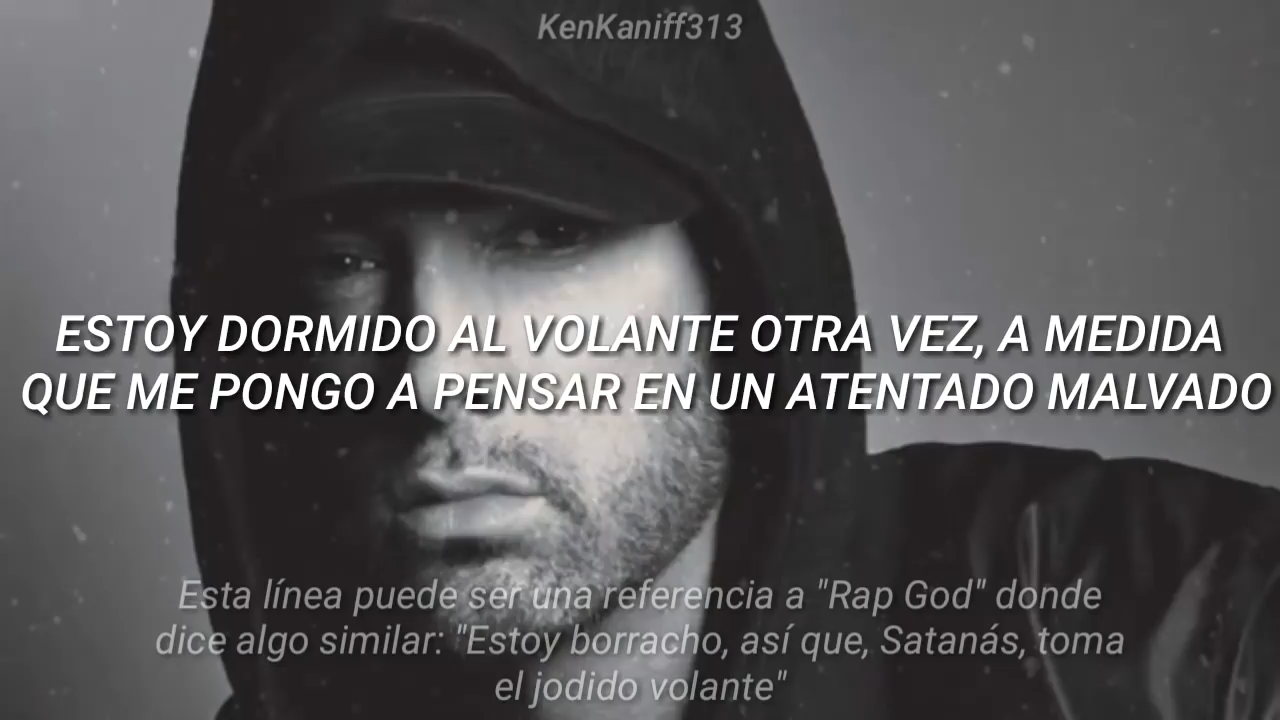 KenKaniff313
ESTOY DORMIDO AL VOLANTE OTRA VEZ, A MEDIDA
QUE ME PONGO A PENSAR EN UN ATENTADO MALVADO
Esta línea puede ser una referencia a "Rap God" donde
dice algo similar: "Estoy borracho, así que, Satanás, toma
el jodido volante"